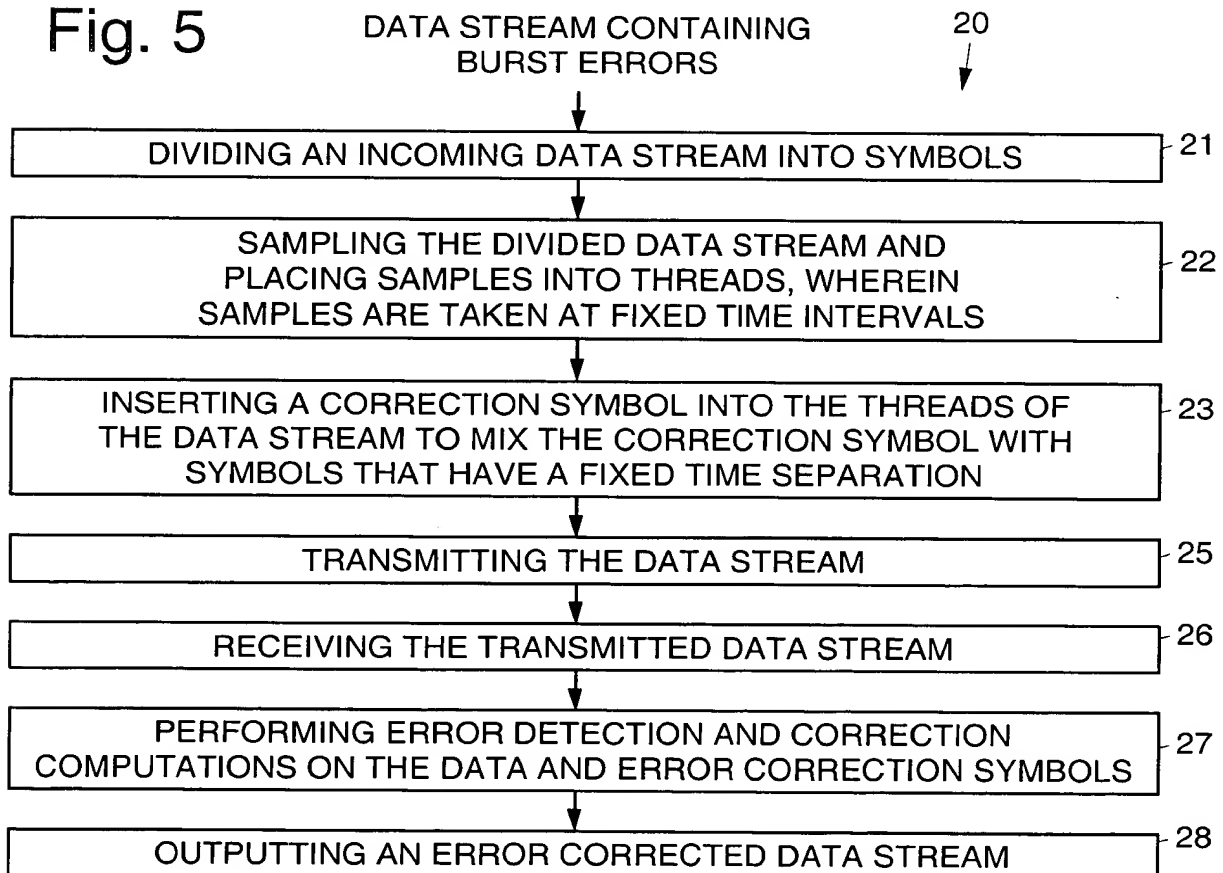 Fig. 5
DATA STREAM CONTAINING
BURST ERRORS
20
DIVIDING AN INCOMING DATA STREAM INTO SYMBOLS
21
SAMPLING THE DIVIDED DATA STREAM AND
PLACING SAMPLES INTO THREADS, WHEREIN
SAMPLES ARE TAKEN AT FIXED TIME INTERVALS
22
INSERTING A CORRECTION SYMBOL INTO THE THREADS OF
THE DATA STREAM TO MIX THE CORRECTION SYMBOL WITH
SYMBOLS THAT HAVE A FIXED TIME SEPARATION
23
TRANSMITTING THE DATA STREAM
25
RECEIVING THE TRANSMITTED DATA STREAM
26
PERFORMING ERROR DETECTION AND CORRECTION
COMPUTATIONS ON THE DATA AND ERROR CORRECTION SYMBOLS
27
OUTPUTTING AN ERROR CORRECTED DATA STREAM
28